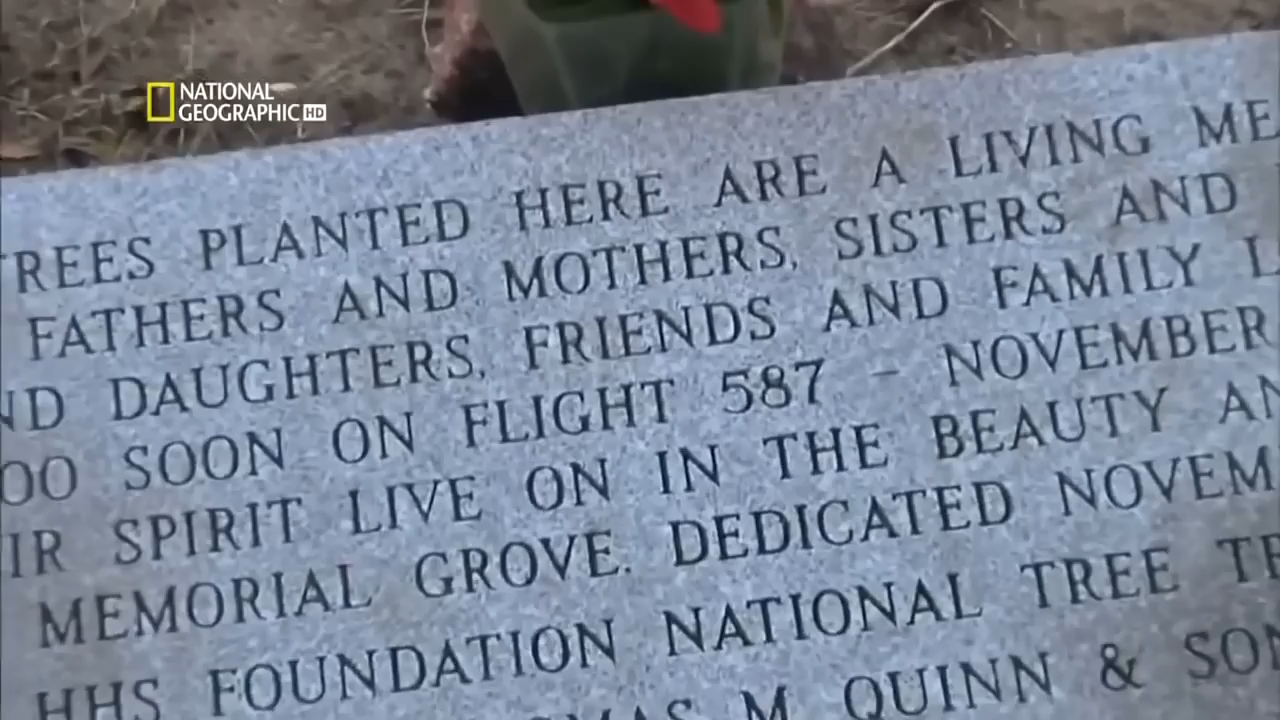 NATIONAL
GEOGRAPHIC HD
TREES PLANTED HERE ARE A LIVING ME
FATHERS AND MOTHERS, SISTERS AND
ND DAUGHTERS, FRIENDS AND FAMILY L
OO SOON ON FLIGHT 587 - NOVEMBER
IR SPIRIT LIVE ON IN THE BEAUTY AN
MEMORIAL GROVE. DEDICATED NOVEM
HHS FOUNDATION NATIONAL TREE TR
M QUINN & SON